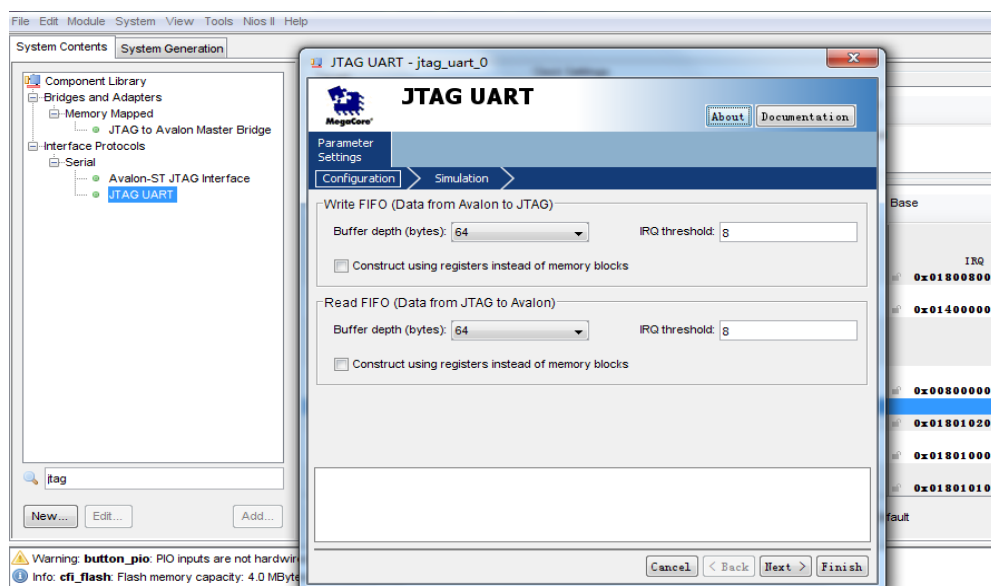 File Edit Module System View Tools Nios II Help
System Contents System Generation
Component Library
Bridges and Adapters
Memory Mapped
JTAG to Avalon Master Bridge
Interface Protocols
Serial
Avalon-ST JTAG Interface
JTAG UART
jtag
New... Edit... Add...
Warning: button_pio: PIO inputs are not hardwir
Info: cfi_flash: Flash memory capacity: 4.0 MByte
JTAG UART - jtag_uart_0
JTAG UART
MegaCore'
About Documentation
Parameter
Settings
Configuration Simulation
Write FIFO (Data from Avalon to JTAG)
Buffer depth (bytes): 64 IRQ threshold: 8
Construct using registers instead of memory blocks
Read FIFO (Data from JTAG to Avalon)
Buffer depth (bytes): 64 IRQ threshold: 8
Construct using registers instead of memory blocks
Cancel < Back Next > Finish
Base
IRQ
0x01800800
0x01400000
0x00800000
0x01801020
0x01801000
0x01801010
fault